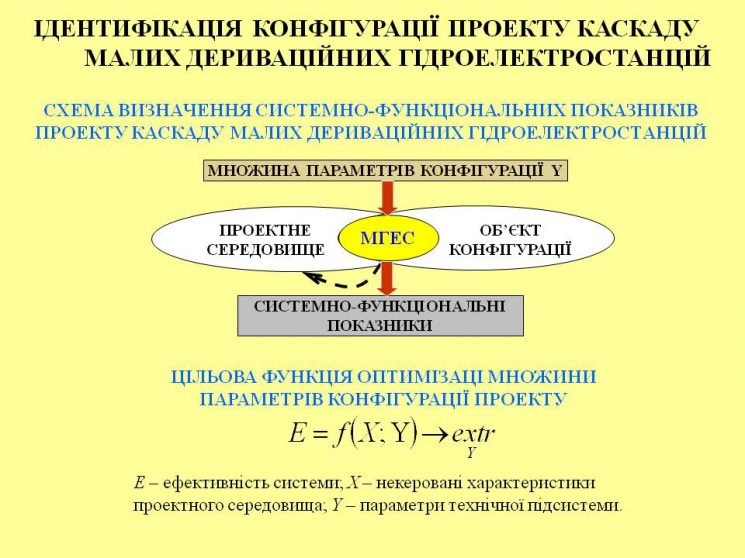 ІДЕНТИФІКАЦІЯ КОНФІГУРАЦІЇ ПРОЕКТУ КАСКАДУ
МАЛИХ ДЕРИВАЦІЙНИХ ГІДРОЕЛЕКТРОСТАНЦІЙ
СХЕМА ВИЗНАЧЕННЯ СИСТЕМНО-ФУНКЦІОНАЛЬНИХ ПОКАЗНИКІВ
ПРОЕКТУ КАСКАДУ МАЛИХ ДЕРИВАЦІЙНИХ ГІДРОЕЛЕКТРОСТАНЦІЙ
МНОЖИНА ПАРАМЕТРІВ КОНФІГУРАЦІЇ Y
ПРОЕКТНЕ
СЕРЕДОВИЩЕ
МГЕС
ОБ’ЄКТ
КОНФІГУРАЦІЇ
СИСТЕМНО-ФУНКЦІОНАЛЬНІ
ПОКАЗНИКИ
ЦІЛЬОВА ФУНКЦІЯ ОПТИМІЗАЦІ МНОЖИНИ
ПАРАМЕТРІВ КОНФІГУРАЦІЇ ПРОЕКТУ
E = f(X; Y) → extr
Y
E – ефективність системи; X – некеровані характеристики
проектного середовища; Y – параметри технічної підсистеми.